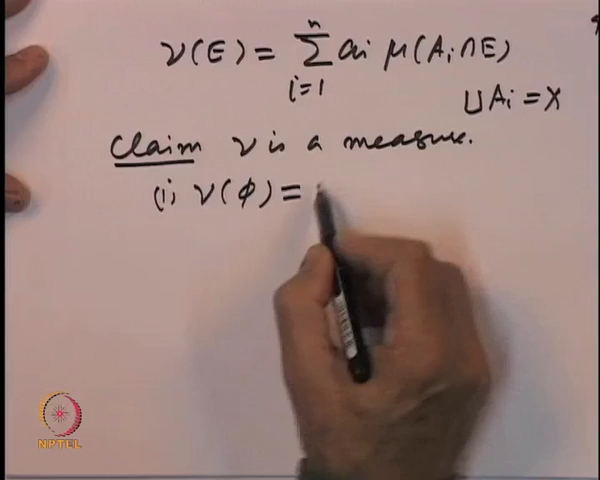 ν(E) = Σ_{i=1}^{n} ai μ(Ai∩E)
⊔Ai = X
Claim ν is a measure.
(i) ν(ϕ) =
NPTEL